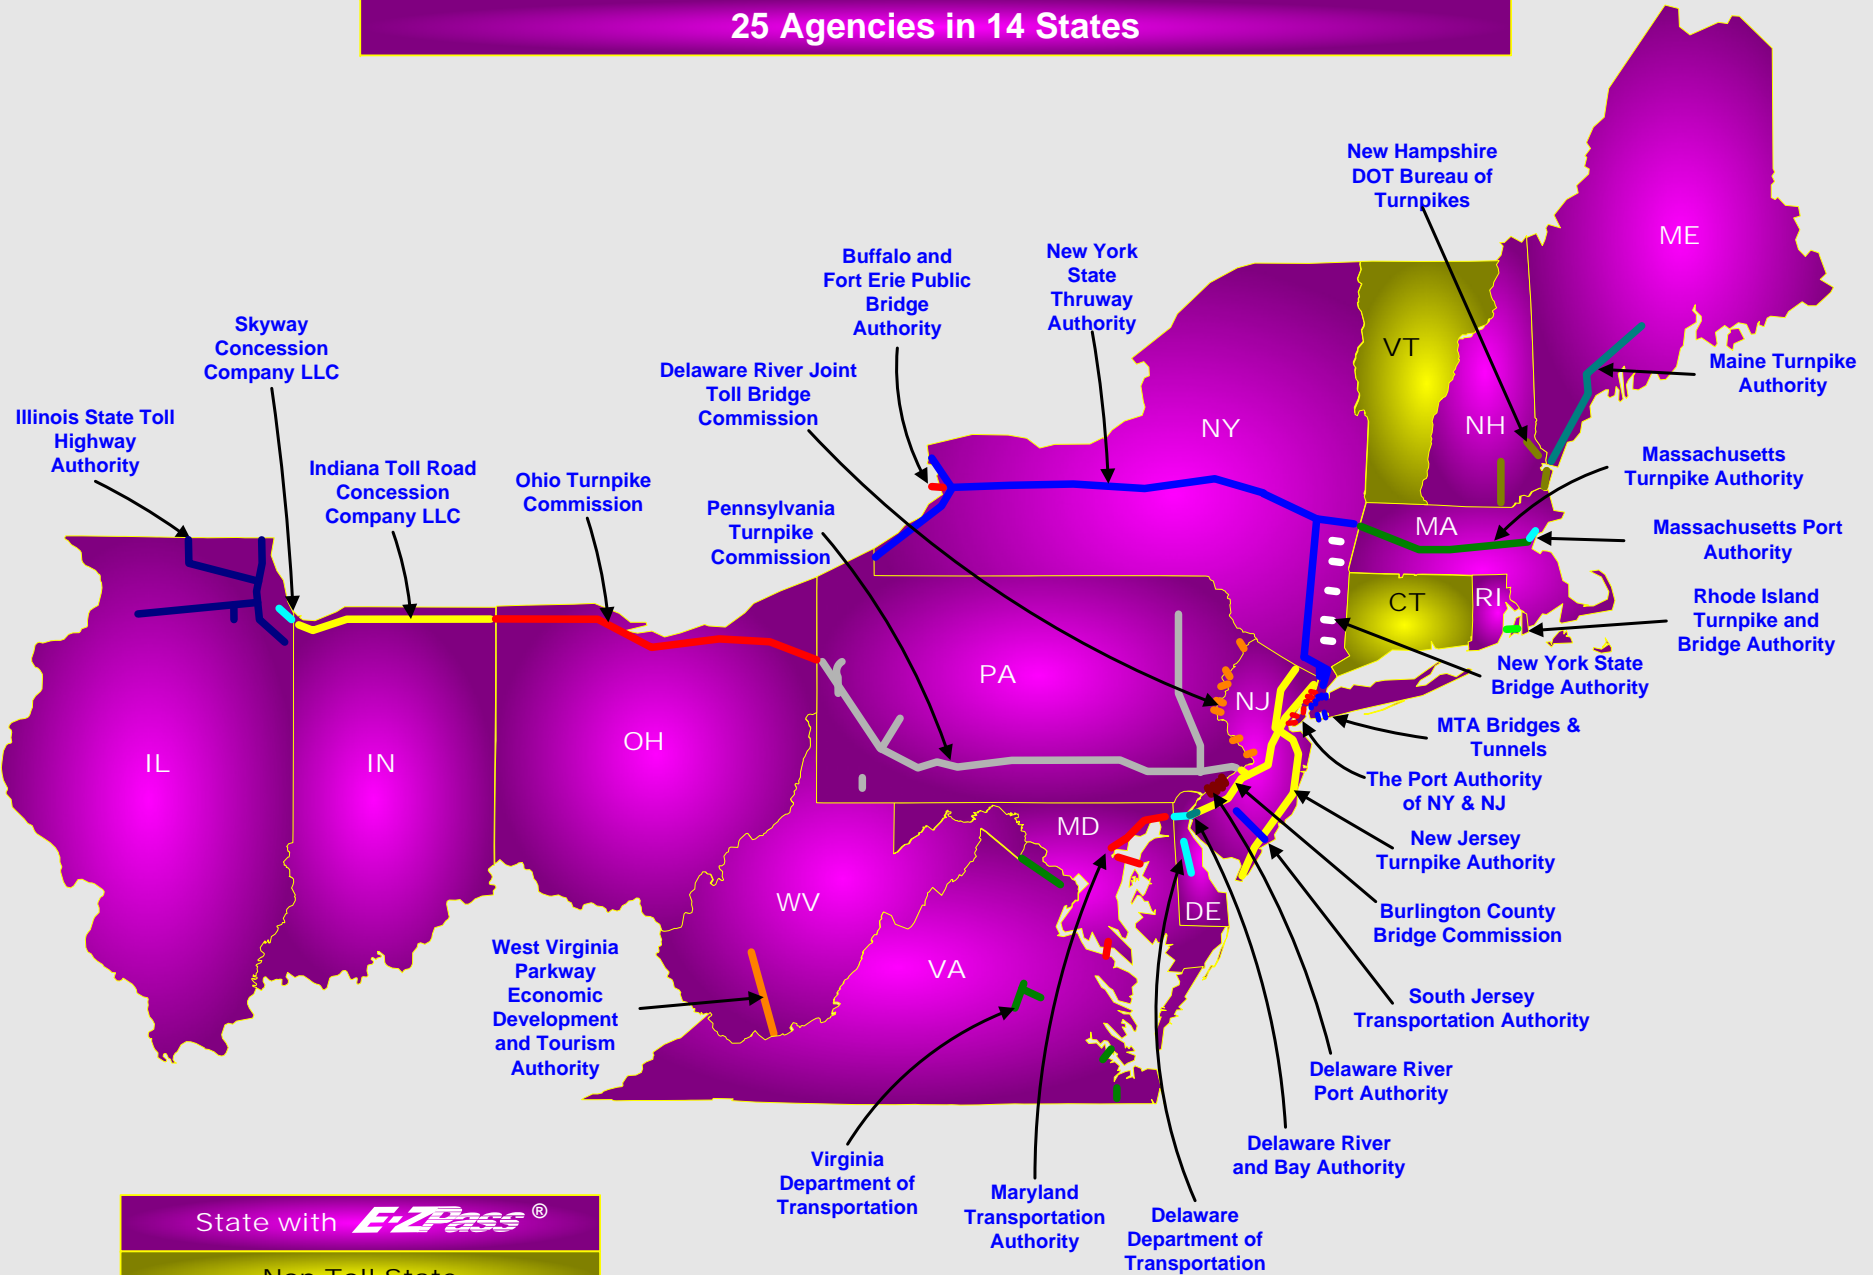 25 Agencies in 14 States
New Hampshire
DOT Bureau of
Turnpikes
ME
Buffalo and
Fort Erie Public
Bridge
Authority
New York
State
Thruway
Authority
Skyway
Concession
Company LLC
VT
Maine Turnpike
Authority
Delaware River Joint
Toll Bridge
Commission
Illinois State Toll
Highway
Authority
NY
NH
Indiana Toll Road
Concession
Company LLC
Ohio Turnpike
Commission
Massachusetts
Turnpike Authority
Pennsylvania
Turnpike
Commission
MA
Massachusetts Port
Authority
CT
RI
Rhode Island
Turnpike and
Bridge Authority
New York State
Bridge Authority
PA
NJ
MTA Bridges &
Tunnels
IL
IN
OH
The Port Authority
of NY & NJ
MD
New Jersey
Turnpike Authority
WV
DE
Burlington County
Bridge Commission
West Virginia
Parkway
Economic
Development
and Tourism
Authority
VA
South Jersey
Transportation Authority
Delaware River
Port Authority
Delaware River
and Bay Authority
Virginia
Department of
Transportation
Maryland
Transportation
Authority
Delaware
Department of
Transportation
State with E-ZPass®
Non Toll State